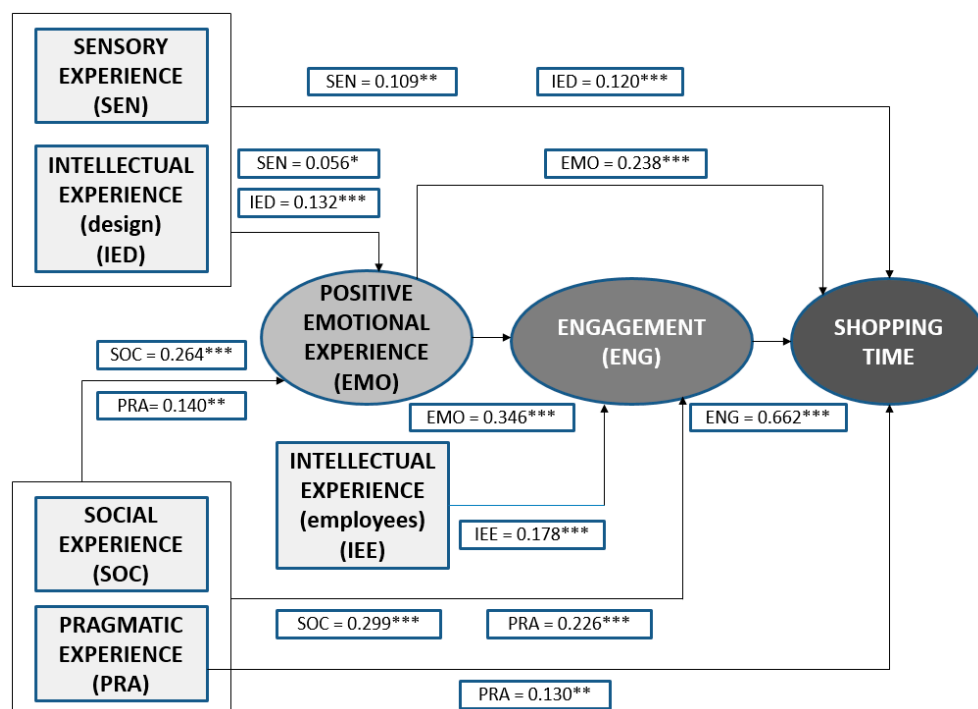 SENSORY
EXPERIENCE
(SEN)
SEN = 0.109**
IED = 0.120***
INTELLECTUAL
EXPERIENCE
(design)
(IED)
SEN = 0.056*
IED = 0.132***
EMO = 0.238***
POSITIVE
EMOTIONAL
EXPERIENCE
(EMO)
ENGAGEMENT
(ENG)
SHOPPING
TIME
SOC = 0.264***
PRA= 0.140**
EMO = 0.346***
ENG = 0.662***
INTELLECTUAL
EXPERIENCE
(employees)
(IEE)
IEE = 0.178***
SOCIAL
EXPERIENCE
(SOC)
PRAGMATIC
EXPERIENCE
(PRA)
SOC = 0.299***
PRA = 0.226***
PRA = 0.130**